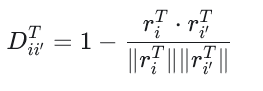 $D_{ii'}^{T} = 1 - \frac{r_i^T \cdot r_{i'}^T}{\|r_i^T\| \|r_{i'}^T\|}$